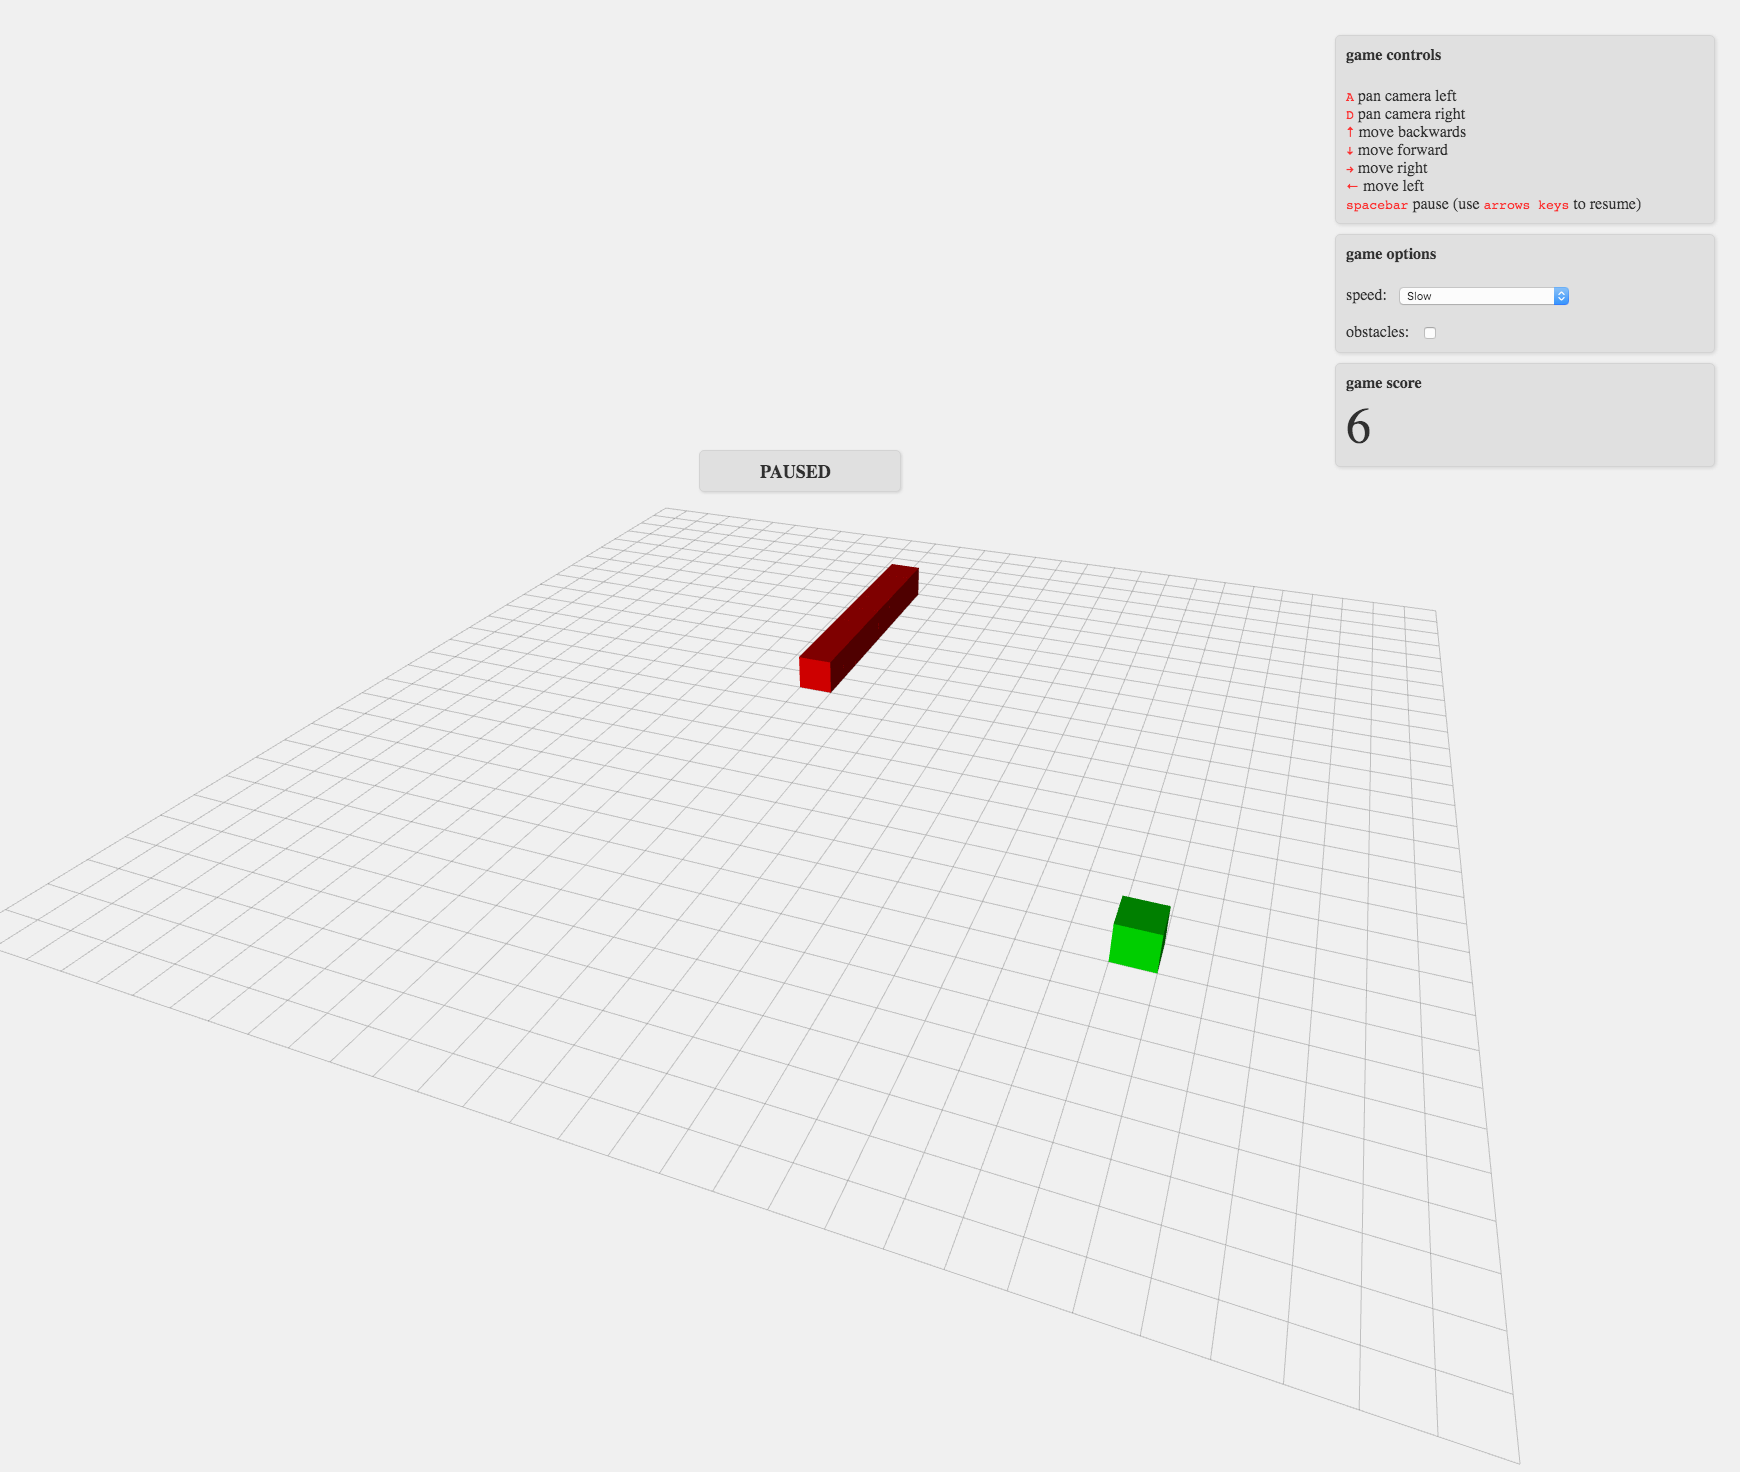 game controls
A pan camera left
D pan camera right
↑ move backwards
↓ move forward
→ move right
← move left
spacebar pause (use arrows keys to resume)
game options
speed: Slow
obstacles:
game score
6
PAUSED